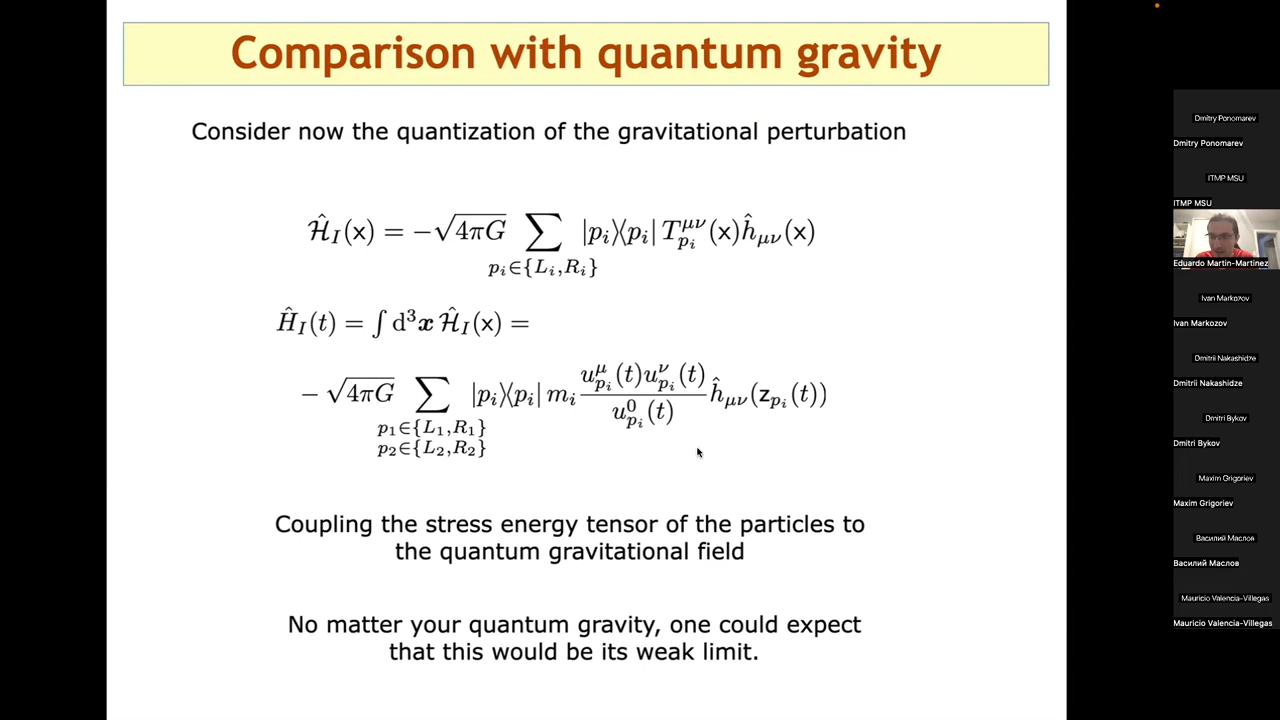 Comparison with quantum gravity
Consider now the quantization of the gravitational perturbation
$\hat{\mathcal{H}}_I(\mathsf{x}) = -\sqrt{4\pi G} \sum_{p_i \in \{L_i, R_i\}} |p_i\rangle\!\langle p_i| \, T^{\mu\nu}_{p_i}(\mathsf{x}) \hat{h}_{\mu\nu}(\mathsf{x})$
$\hat{H}_I(t) = \int \mathrm{d}^3\boldsymbol{x} \, \hat{\mathcal{H}}_I(\mathsf{x}) =$
$-\sqrt{4\pi G} \sum_{\substack{p_1 \in \{L_1, R_1\} \\ p_2 \in \{L_2, R_2\}}} |p_i\rangle\!\langle p_i| \, m_i \frac{u^{\mu}_{p_i}(t) u^{\nu}_{p_i}(t)}{u^0_{p_i}(t)} \hat{h}_{\mu\nu}(\mathsf{z}_{p_i}(t))$
Coupling the stress energy tensor of the particles to
the quantum gravitational field
No matter your quantum gravity, one could expect
that this would be its weak limit.
Dmitry Ponomarev
Dmitry Ponomarev
ITMP MSU
ITMP MSU
Eduardo Martin-Martinez
Ivan Markozov
Ivan Markozov
Dmitrii Nakashidze
Dmitrii Nakashidze
Dmitri Bykov
Dmitri Bykov
Maxim Grigoriev
Maxim Grigoriev
Василий Маслов
Василий Маслов
Mauricio Valencia-Villegas
Mauricio Valencia-Villegas